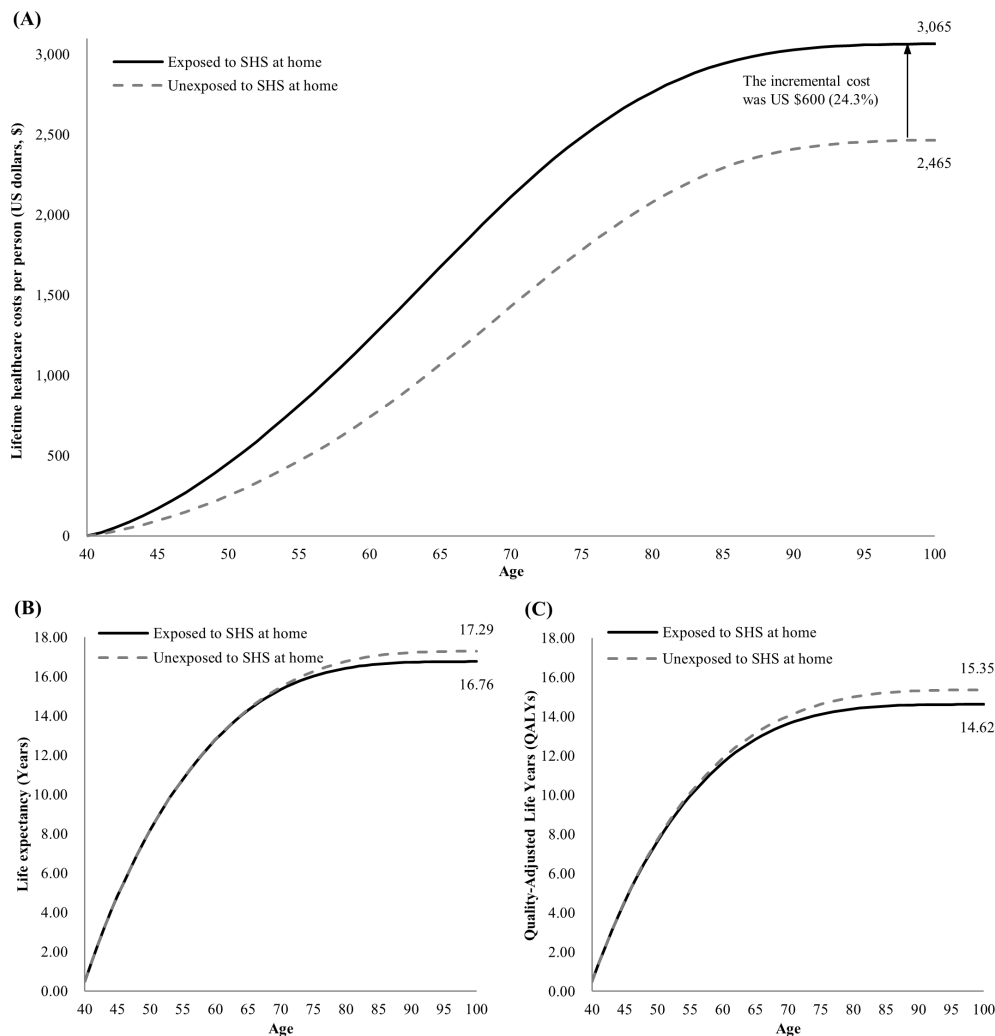 (A)
3,065
3,000
Exposed to SHS at home
Unexposed to SHS at home
The incremental cost
was US $600 (24.3%)
2,500
2,465
2,000
1,500
1,000
500
0
Lifetime healthcare costs per person (US dollars, $)
40 45 50 55 60 65 70 75 80 85 90 95 100
Age
(B)
18.00
Exposed to SHS at home
17.29
Unexposed to SHS at home
16.00
16.76
14.00
12.00
10.00
8.00
6.00
4.00
2.00
0.00
Life expectancy (Years)
40 45 50 55 60 65 70 75 80 85 90 95 100
Age
(C)
18.00
Exposed to SHS at home
Unexposed to SHS at home
16.00
15.35
14.00
14.62
12.00
10.00
8.00
6.00
4.00
2.00
0.00
Quality-Adjusted Life Years (QALYs)
40 45 50 55 60 65 70 75 80 85 90 95 100
Age